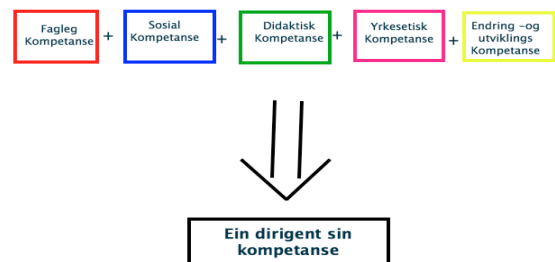 Fagleg
Kompetanse
+
Sosial
Kompetanse
+
Didaktisk
Kompetanse
+
Yrkesetisk
Kompetanse
+
Endring -og
utviklings
Kompetanse
Ein dirigent sin
kompetanse